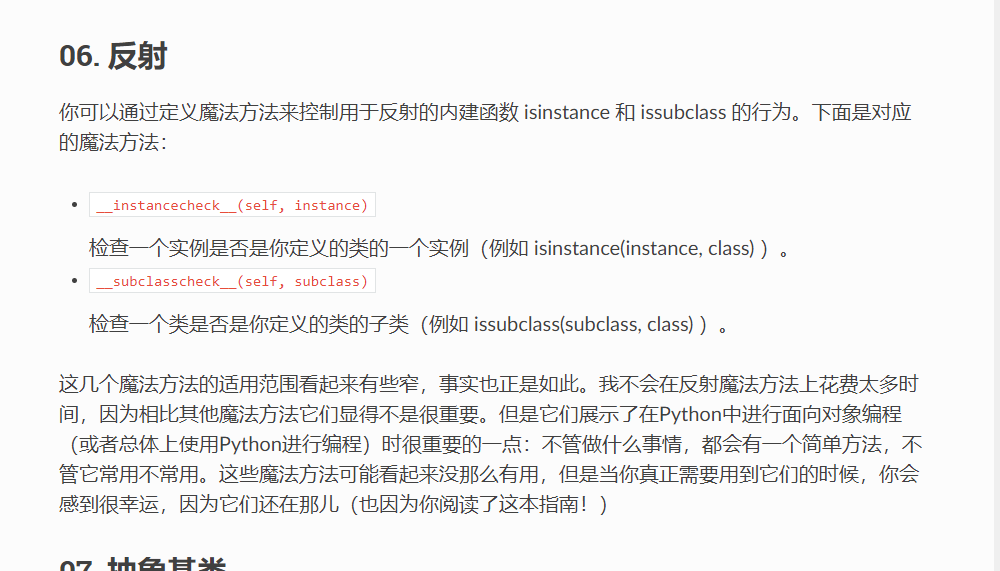 06. 反射
你可以通过定义魔法方法来控制用于反射的内建函数 isinstance 和 issubclass 的行为。下面是对应
的魔法方法：
__instancecheck__(self, instance)
检查一个实例是否是你定义的类的一个实例（例如 isinstance(instance, class) ）。
__subclasscheck__(self, subclass)
检查一个类是否是你定义的类的子类（例如 issubclass(subclass, class) ）。
这几个魔法方法的适用范围看起来有些窄，事实也正是如此。我不会在反射魔法方法上花费太多时
间，因为相比其他魔法方法它们显得不是很重要。但是它们展示了在Python中进行面向对象编程
（或者总体上使用Python进行编程）时很重要的一点：不管做什么事情，都会有一个简单方法，不
管它常用不常用。这些魔法方法可能看起来没那么有用，但是当你真正需要用到它们的时候，你会
感到很幸运，因为它们还在那儿（也因为你阅读了这本指南！）
07. 抽象基类